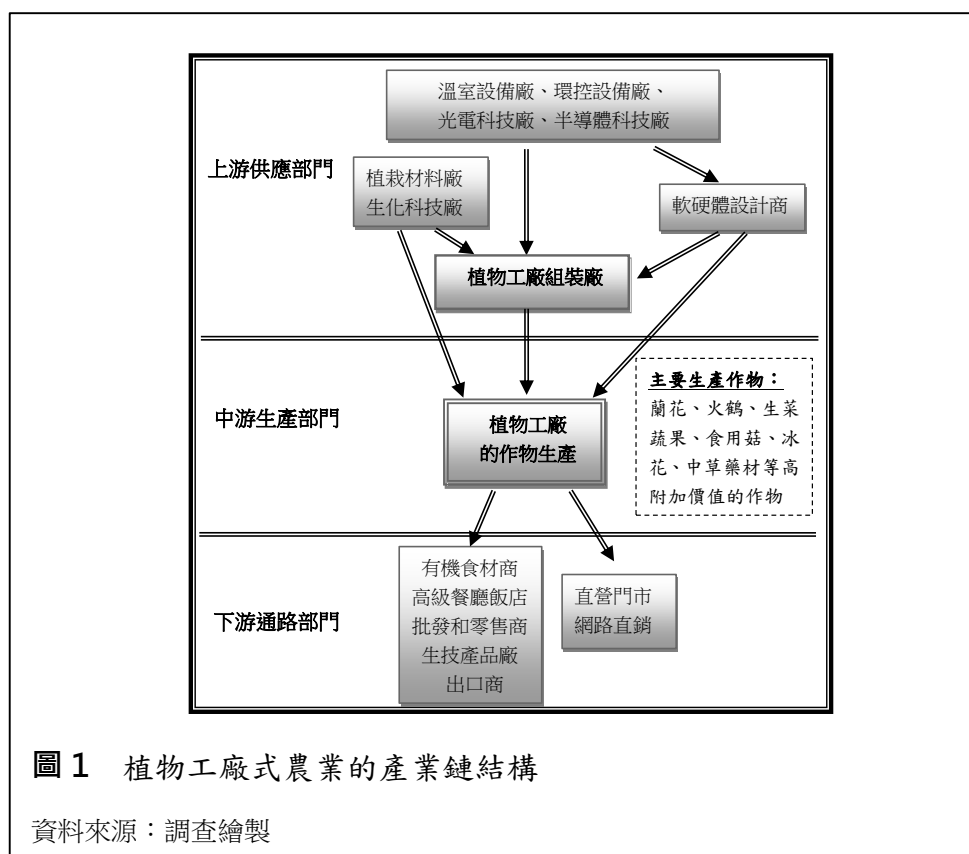 溫室設備廠、環控設備廠、
光電科技廠、半導體科技廠
上游供應部門
植栽材料廠
生化科技廠
軟硬體設計商
植物工廠組裝廠
中游生產部門
植物工廠
的作物生產
主要生產作物：
蘭花、火鶴、生菜
蔬果、食用菇、冰
花、中草藥材等高
附加價值的作物
下游通路部門
有機食材商
高級餐廳飯店
批發和零售商
生技產品廠
出口商
直營門市
網路直銷
圖1 植物工廠式農業的產業鏈結構
資料來源：調查繪製